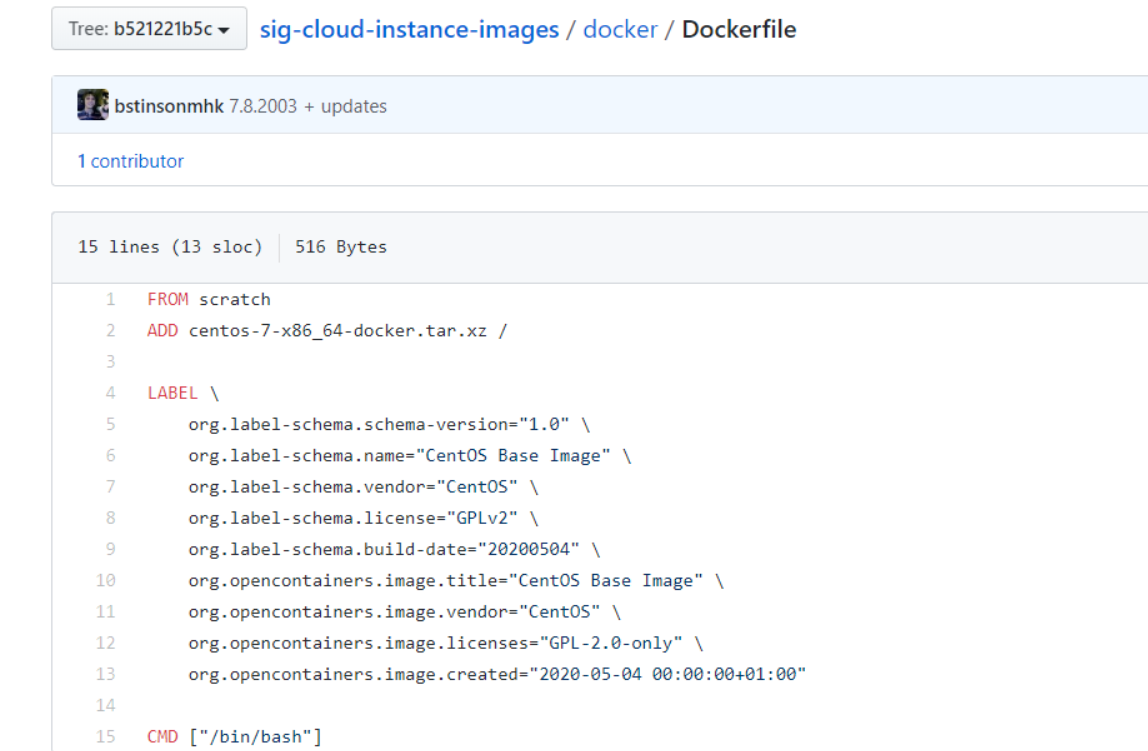 Tree: b521221b5c sig-cloud-instance-images / docker / Dockerfile
bstinsonmhk 7.8.2003 + updates
1 contributor
15 lines (13 sloc) 516 Bytes
1 FROM scratch
2 ADD centos-7-x86_64-docker.tar.xz /
3
4 LABEL \
5 org.label-schema.schema-version="1.0" \
6 org.label-schema.name="CentOS Base Image" \
7 org.label-schema.vendor="CentOS" \
8 org.label-schema.license="GPLv2" \
9 org.label-schema.build-date="20200504" \
10 org.opencontainers.image.title="CentOS Base Image" \
11 org.opencontainers.image.vendor="CentOS" \
12 org.opencontainers.image.licenses="GPL-2.0-only" \
13 org.opencontainers.image.created="2020-05-04 00:00:00+01:00"
14
15 CMD ["/bin/bash"]